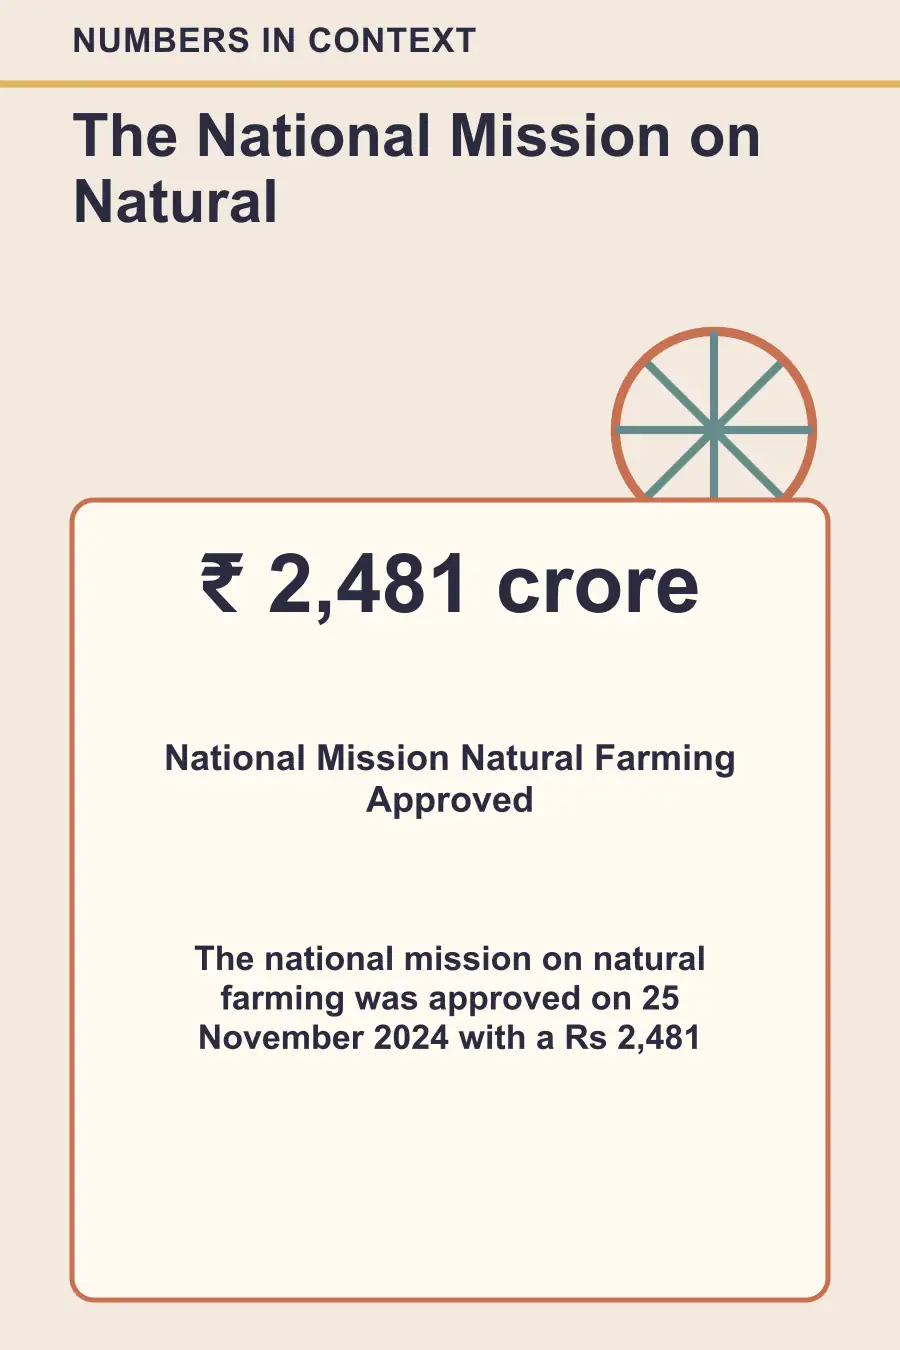 NUMBERS IN CONTEXT
The National Mission on
Natural
₹ 2,481 crore
National Mission Natural Farming
Approved
The national mission on natural
farming was approved on 25
November 2024 with a Rs 2,481